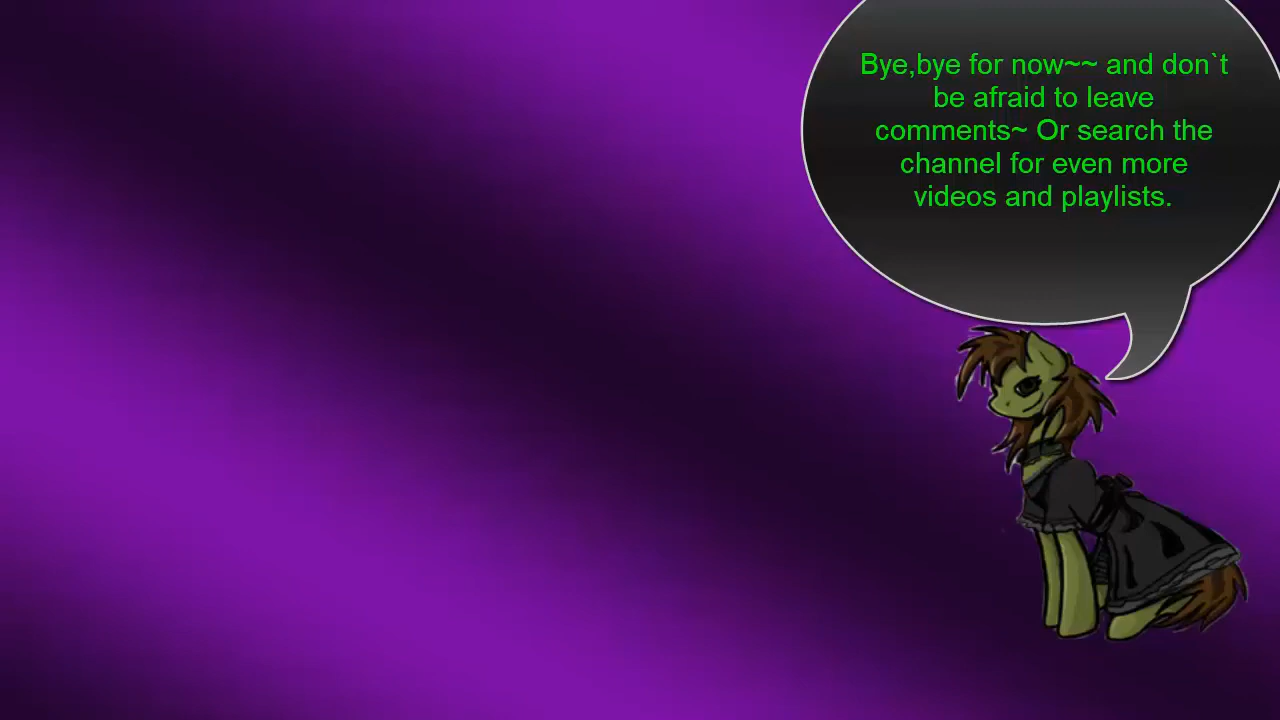 Bye,bye for now~~ and don`t
be afraid to leave
comments~ Or search the
channel for even more
videos and playlists.